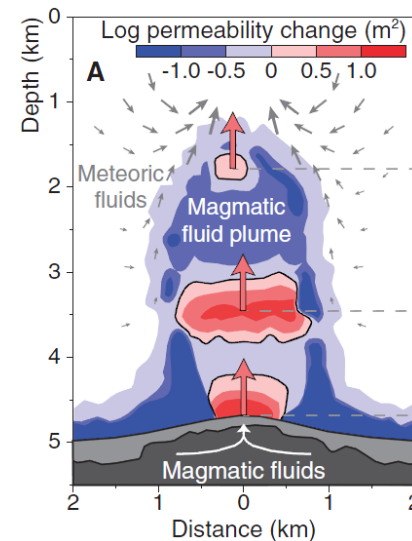 Log permeability change (m²)
-1.0 -0.5 0 0.5 1.0
A
Depth (km)
0
1
2
3
4
5
Meteoric
fluids
Magmatic
fluid plume
Magmatic fluids
2 1 0 1 2
Distance (km)